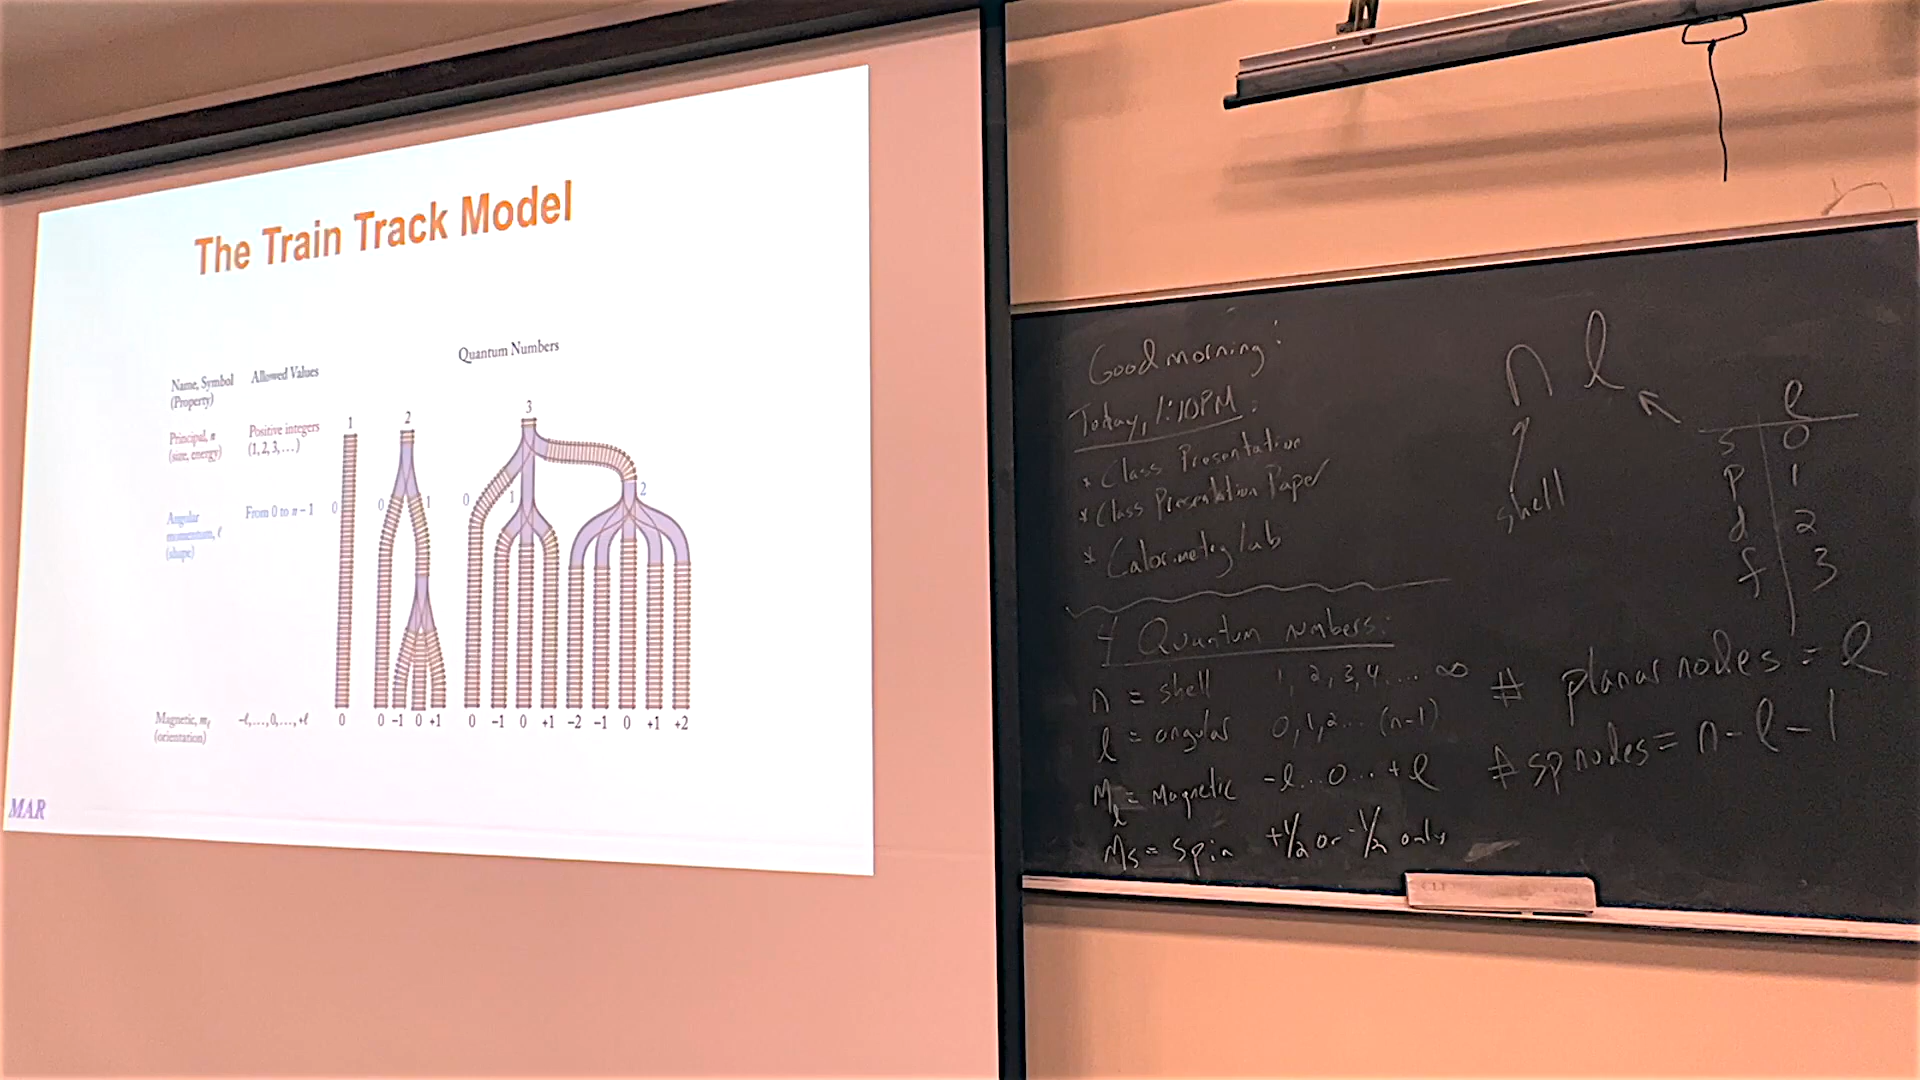 The Train Track Model
Quantum Numbers
Name, Symbol
(Property)
Allowed Values
Principal, n
(size, energy)
Positive integers
(1, 2, 3, …)
Angular
momentum, ℓ
(shape)
From 0 to n − 1
Magnetic, mℓ
(orientation)
−ℓ,…,0,…,+ℓ
1 2 3
0 0 1 0 1 2
0 0 −1 0 +1 0 −1 0 +1 −2 −1 0 +1 +2
MAR
Good morning!
Today, 1:10PM:
* Class Presentation
* Class Presentation Paper
* Calorimetry lab
4 Quantum numbers:
n = shell 1, 2, 3, 4.... ∞
ℓ = angular 0, 1, 2... (n-1)
Mℓ = Magnetic -ℓ...0...+ℓ
Ms = spin +1/2 or -1/2 only
n ℓ
shell
ℓ
s 0
p 1
d 2
f 3
# planar nodes = ℓ
# sp nodes = n-ℓ-1